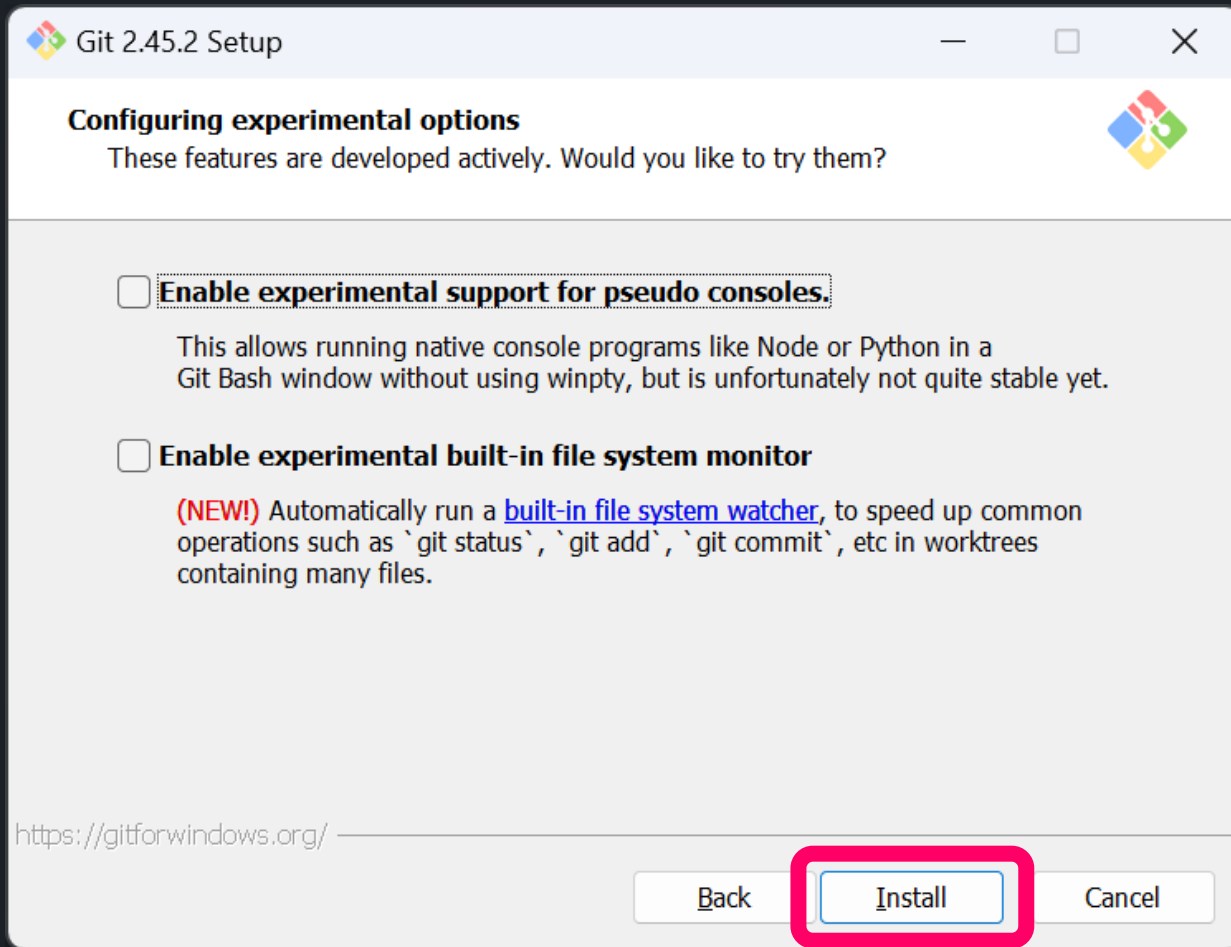 Git 2.45.2 Setup
Configuring experimental options
These features are developed actively. Would you like to try them?
Enable experimental support for pseudo consoles.
This allows running native console programs like Node or Python in a
Git Bash window without using winpty, but is unfortunately not quite stable yet.
Enable experimental built-in file system monitor
(NEW!) Automatically run a built-in file system watcher, to speed up common
operations such as `git status`, `git add`, `git commit`, etc in worktrees
containing many files.
https://gitforwindows.org/
Back Install Cancel